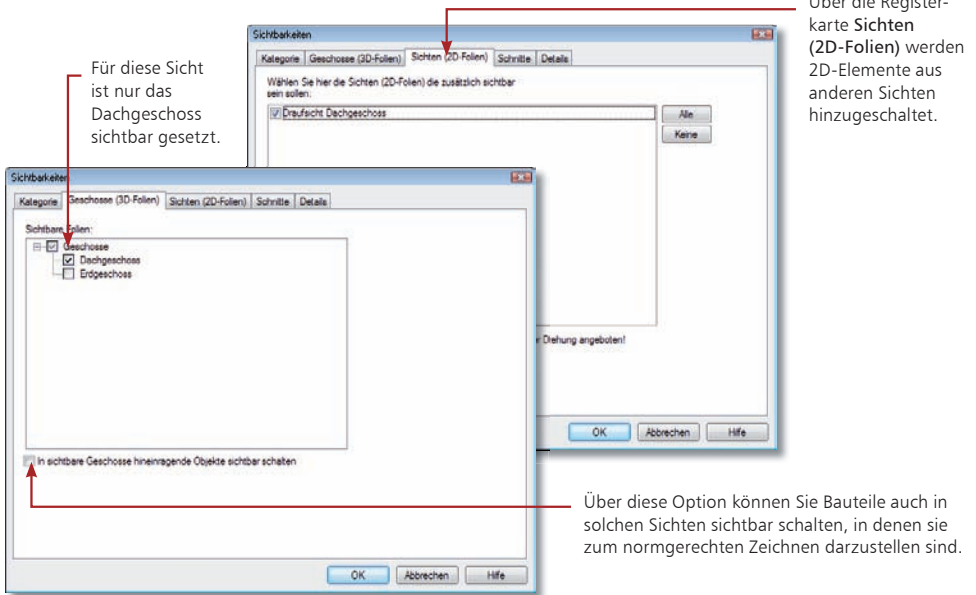 Über die Register-
karte Sichten
(2D-Folien) werden
2D-Elemente aus
anderen Sichten
hinzugeschaltet.
Für diese Sicht
ist nur das
Dachgeschoss
sichtbar gesetzt.
Sichtbarkeiten
Kategorie Geschosse (3D-Folien) Sichten (2D-Folien) Schnitte Details
Wählen Sie hier die Sichten (2D-Folien) die zusätzlich sichtbar
sein sollen:
Draufsicht Dachgeschoss
Alle
Keine
r Drehung angeboten!
OK Abbrechen Hilfe
Sichtbarkeiten
Kategorie Geschosse (3D-Folien) Sichten (2D-Folien) Schnitte Details
Sichtbare Folien:
Geschosse
Dachgeschoss
Erdgeschoss
In sichtbare Geschosse hineinragende Objekte sichtbar schalten
OK Abbrechen Hilfe
Über diese Option können Sie Bauteile auch in
solchen Sichten sichtbar schalten, in denen sie
zum normgerechten Zeichnen darzustellen sind.